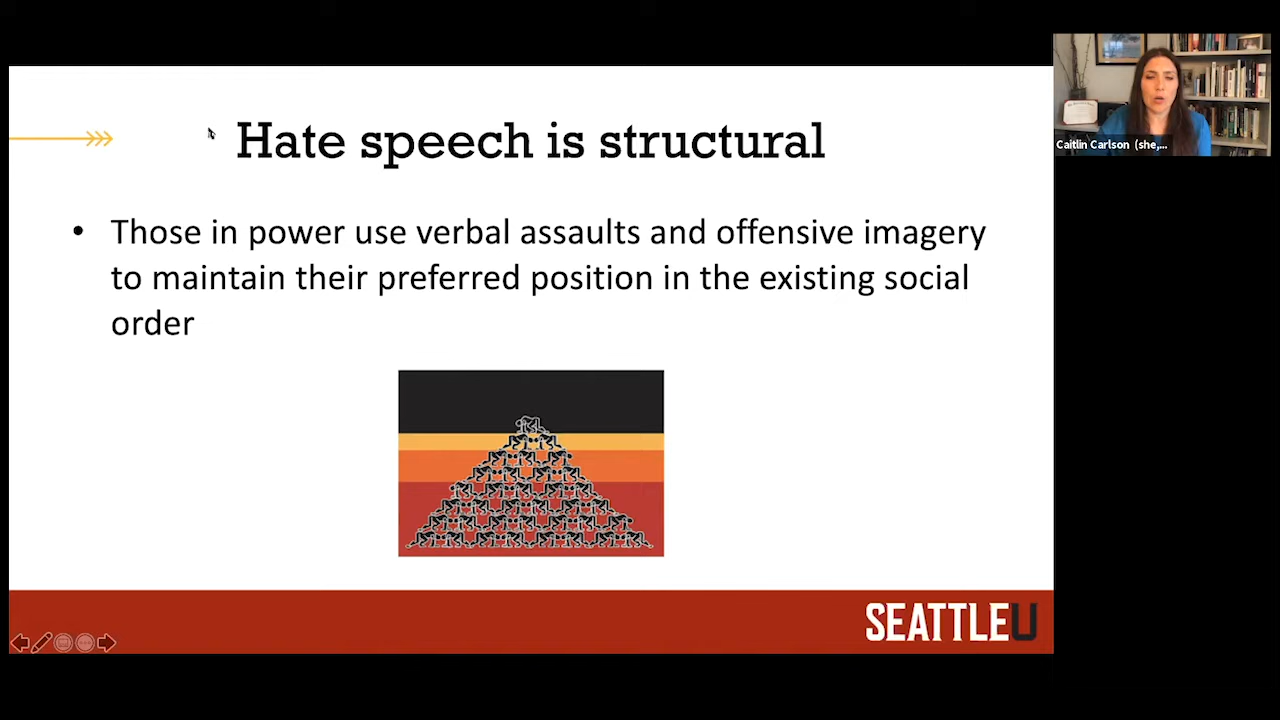 Hate speech is structural
• Those in power use verbal assaults and offensive imagery
to maintain their preferred position in the existing social
order
SEATTLEU
Caitlin Carlson (she,...